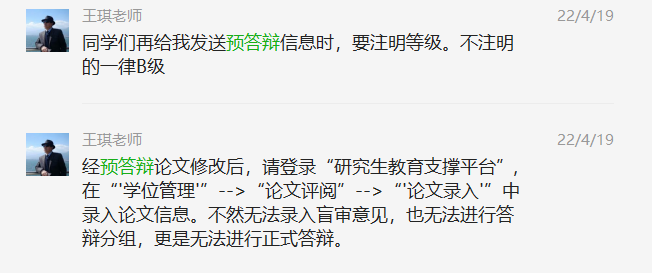 王琪老师
22/4/19
同学们再给我发送预答辩信息时，要注明等级。不注明
的一律B级
王琪老师
22/4/19
经预答辩论文修改后，请登录“研究生教育支撑平台”，
在“'学位管理'”-->“论文评阅”-->“'论文录入'”中
录入论文信息。不然无法录入盲审意见，也无法进行答
辩分组，更是无法进行正式答辩。